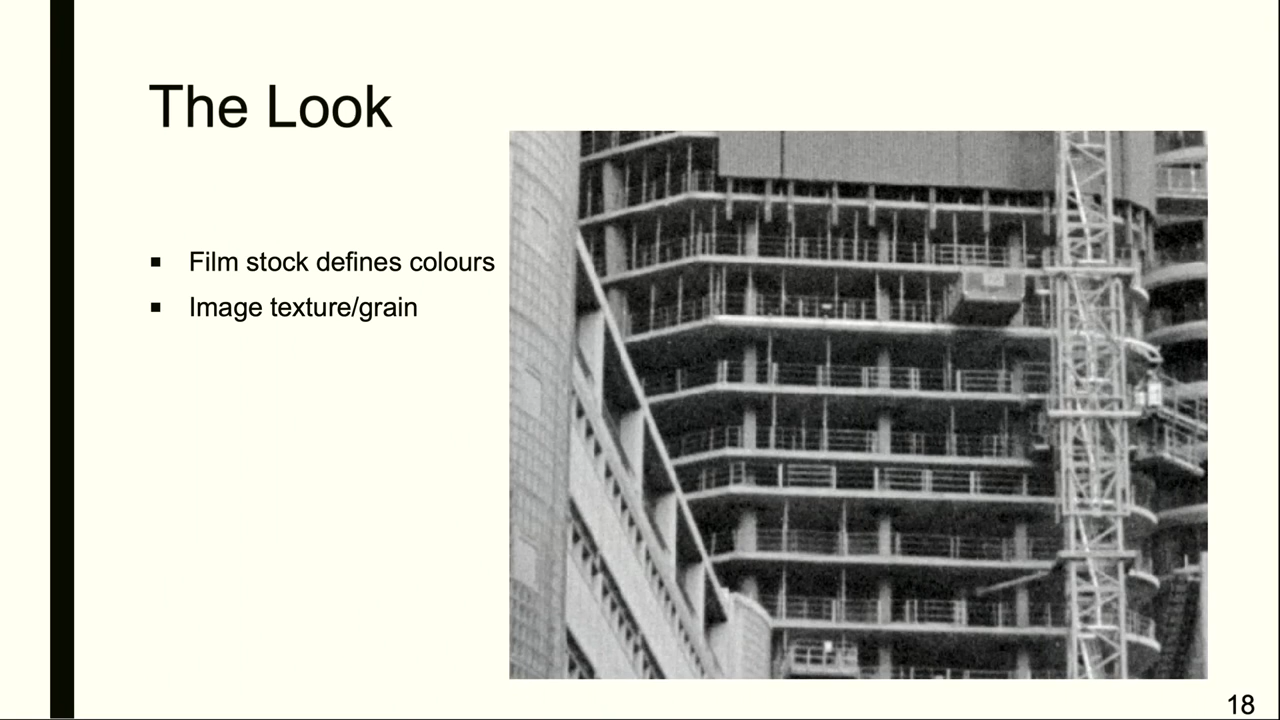 The Look
▪ Film stock defines colours
▪ Image texture/grain
18